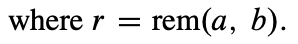 where r = rem(a, b).